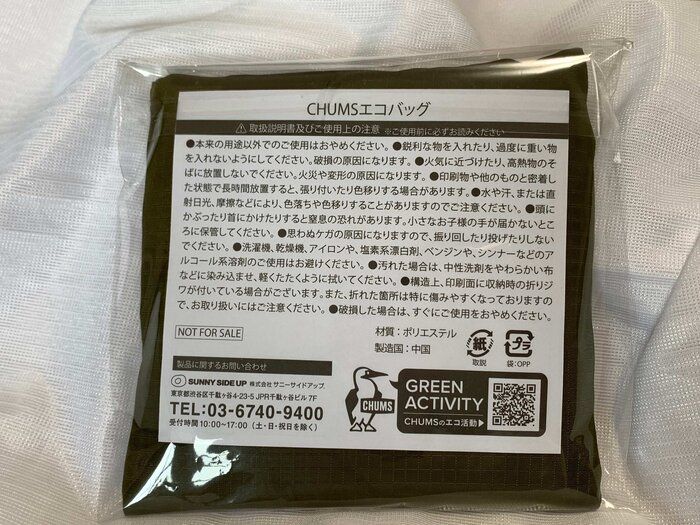 CHUMSエコバッグ
⚠取扱説明書及びご使用上の注意 ※ご使用前に必ずお読みください
●本来の用途以外でのご使用はおやめください。●鋭利な物を入れたり、過度に重い物
を入れないようにしてください。破損の原因になります。●火気に近づけたり、高熱物のそ
ばに放置しないでください。火災や変形の原因になります。●印刷物や他のものと密着し
た状態で長時間放置すると、張り付いたり色移りする場合があります。●水や汗、または直
射日光、摩擦などにより、色落ちや色移りすることがありますのでご注意ください。●頭に
かぶったり首にかけたりすると窒息の恐れがあります。小さなお子様の手が届かないとこ
ろに保管してください。●思わぬケガの原因になりますので、振り回したり投げたりしない
でください。●洗濯機、乾燥機、アイロンや、塩素系漂白剤、ベンジンや、シンナーなどのア
ルコール系溶剤のご使用はお避けください。●汚れた場合は、中性洗剤をやわらかい布
などに染み込ませ、軽くたたくように拭いてください。●構造上、印刷面に収納時の折りジ
ワが付いている場合がございます。また、折れた箇所は特に傷みやすくなっておりますの
で、お取り扱いにはご注意ください。●破損した場合は、すぐにご使用をおやめください。
NOT FOR SALE
材質：ポリエステル
製造国：中国
紙
取説
プラ
袋：OPP
製品に関するお問い合わせ
SUNNY SIDE UP 株式会社 サニーサイドアップ
東京都渋谷区千駄ヶ谷4-23-5 JPR千駄ヶ谷ビル 7F
TEL:03-6740-9400
受付時間10:00~17:00（土・日・祝日を除く）
CHUMS
GREEN
ACTIVITY
CHUMSのエコ活動▶